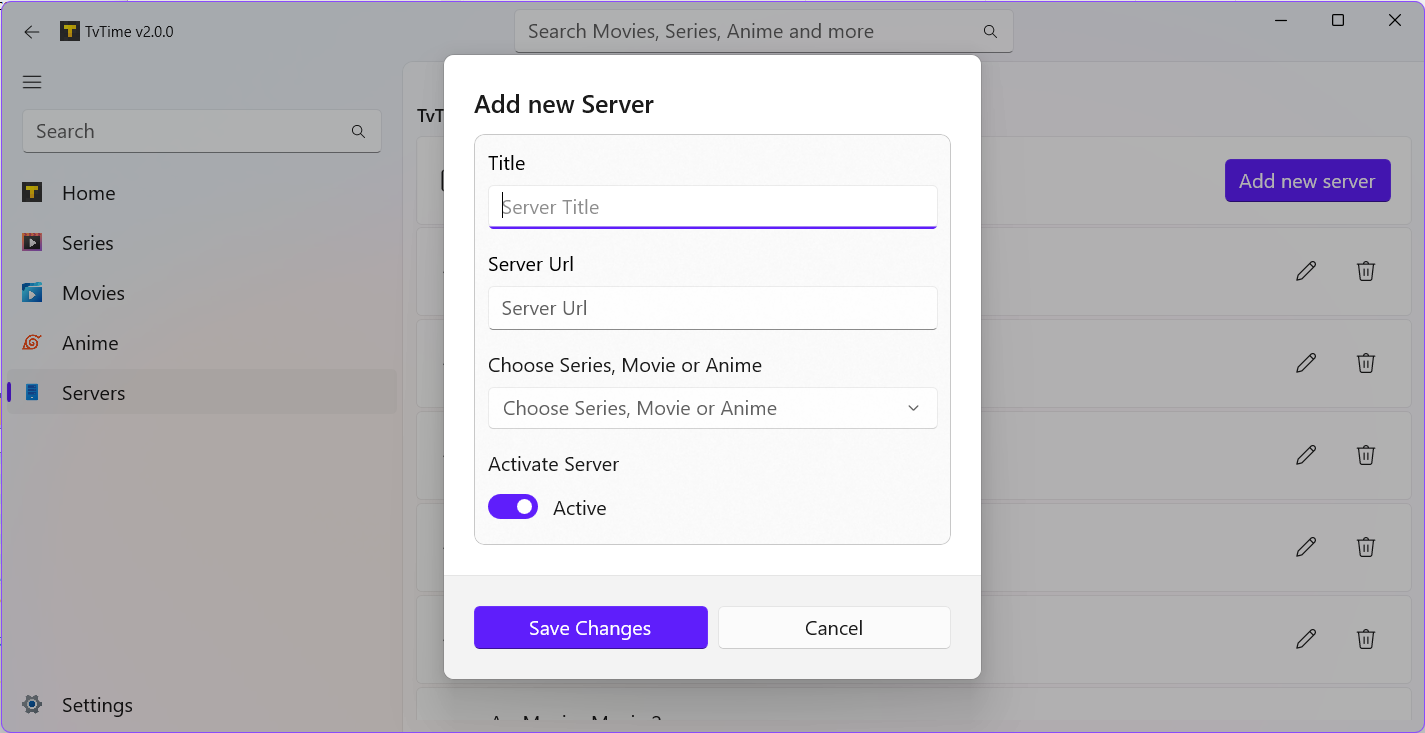 TvTime v2.0.0
Search Movies, Series, Anime and more
Search
Home
Series
Movies
Anime
Servers
Settings
TvT
Add new server
Add new Server
Title
Server Title
Server Url
Server Url
Choose Series, Movie or Anime
Choose Series, Movie or Anime
Activate Server
Active
Save Changes
Cancel